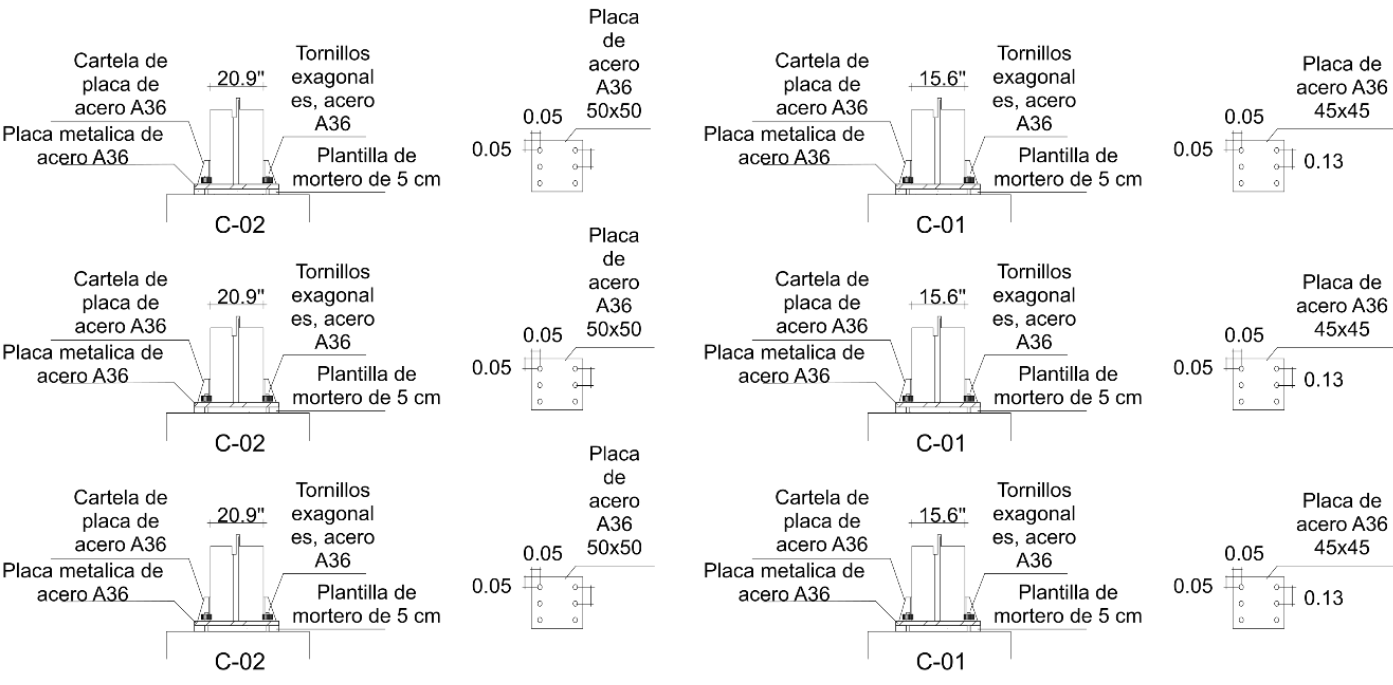 Cartela de
placa de
acero A36
Placa metalica de
acero A36
20.9"
Tornillos
exagonal
es, acero
A36
Plantilla de
mortero de 5 cm
C-02
0.05
0.05
Placa
de
acero
A36
50x50
Cartela de
placa de
acero A36
Placa metalica de
acero A36
15.6"
Tornillos
exagonal
es, acero
A36
Plantilla de
mortero de 5 cm
C-01
0.05
0.05
Placa de
acero A36
45x45
0.13
Cartela de
placa de
acero A36
Placa metalica de
acero A36
20.9"
Tornillos
exagonal
es, acero
A36
Plantilla de
mortero de 5 cm
C-02
0.05
0.05
Placa
de
acero
A36
50x50
Cartela de
placa de
acero A36
Placa metalica de
acero A36
15.6"
Tornillos
exagonal
es, acero
A36
Plantilla de
mortero de 5 cm
C-01
0.05
0.05
Placa de
acero A36
45x45
0.13
Cartela de
placa de
acero A36
Placa metalica de
acero A36
20.9"
Tornillos
exagonal
es, acero
A36
Plantilla de
mortero de 5 cm
C-02
0.05
0.05
Placa
de
acero
A36
50x50
Cartela de
placa de
acero A36
Placa metalica de
acero A36
15.6"
Tornillos
exagonal
es, acero
A36
Plantilla de
mortero de 5 cm
C-01
0.05
0.05
Placa de
acero A36
45x45
0.13